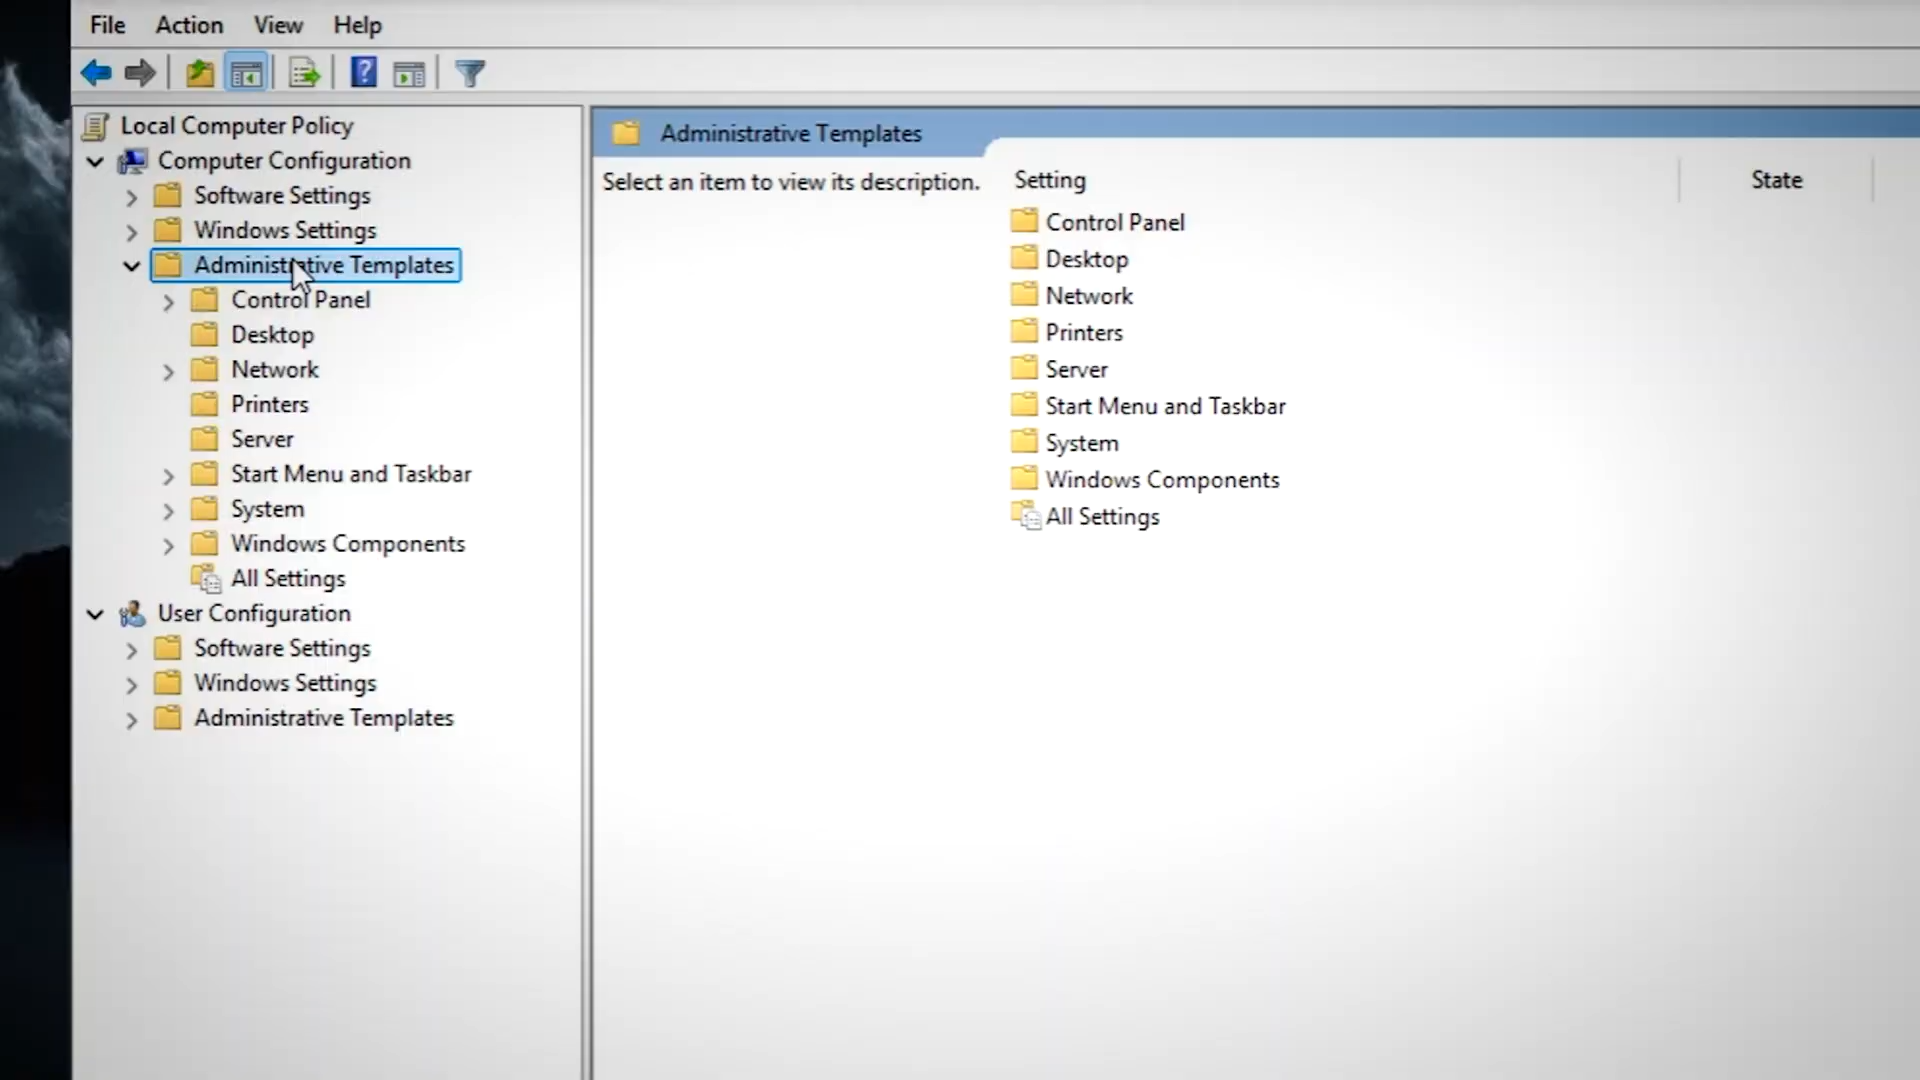 File Action View Help
Local Computer Policy
Computer Configuration
Software Settings
Windows Settings
Administrative Templates
Control Panel
Desktop
Network
Printers
Server
Start Menu and Taskbar
System
Windows Components
All Settings
User Configuration
Software Settings
Windows Settings
Administrative Templates
Administrative Templates
Select an item to view its description.
Setting State
Control Panel
Desktop
Network
Printers
Server
Start Menu and Taskbar
System
Windows Components
All Settings